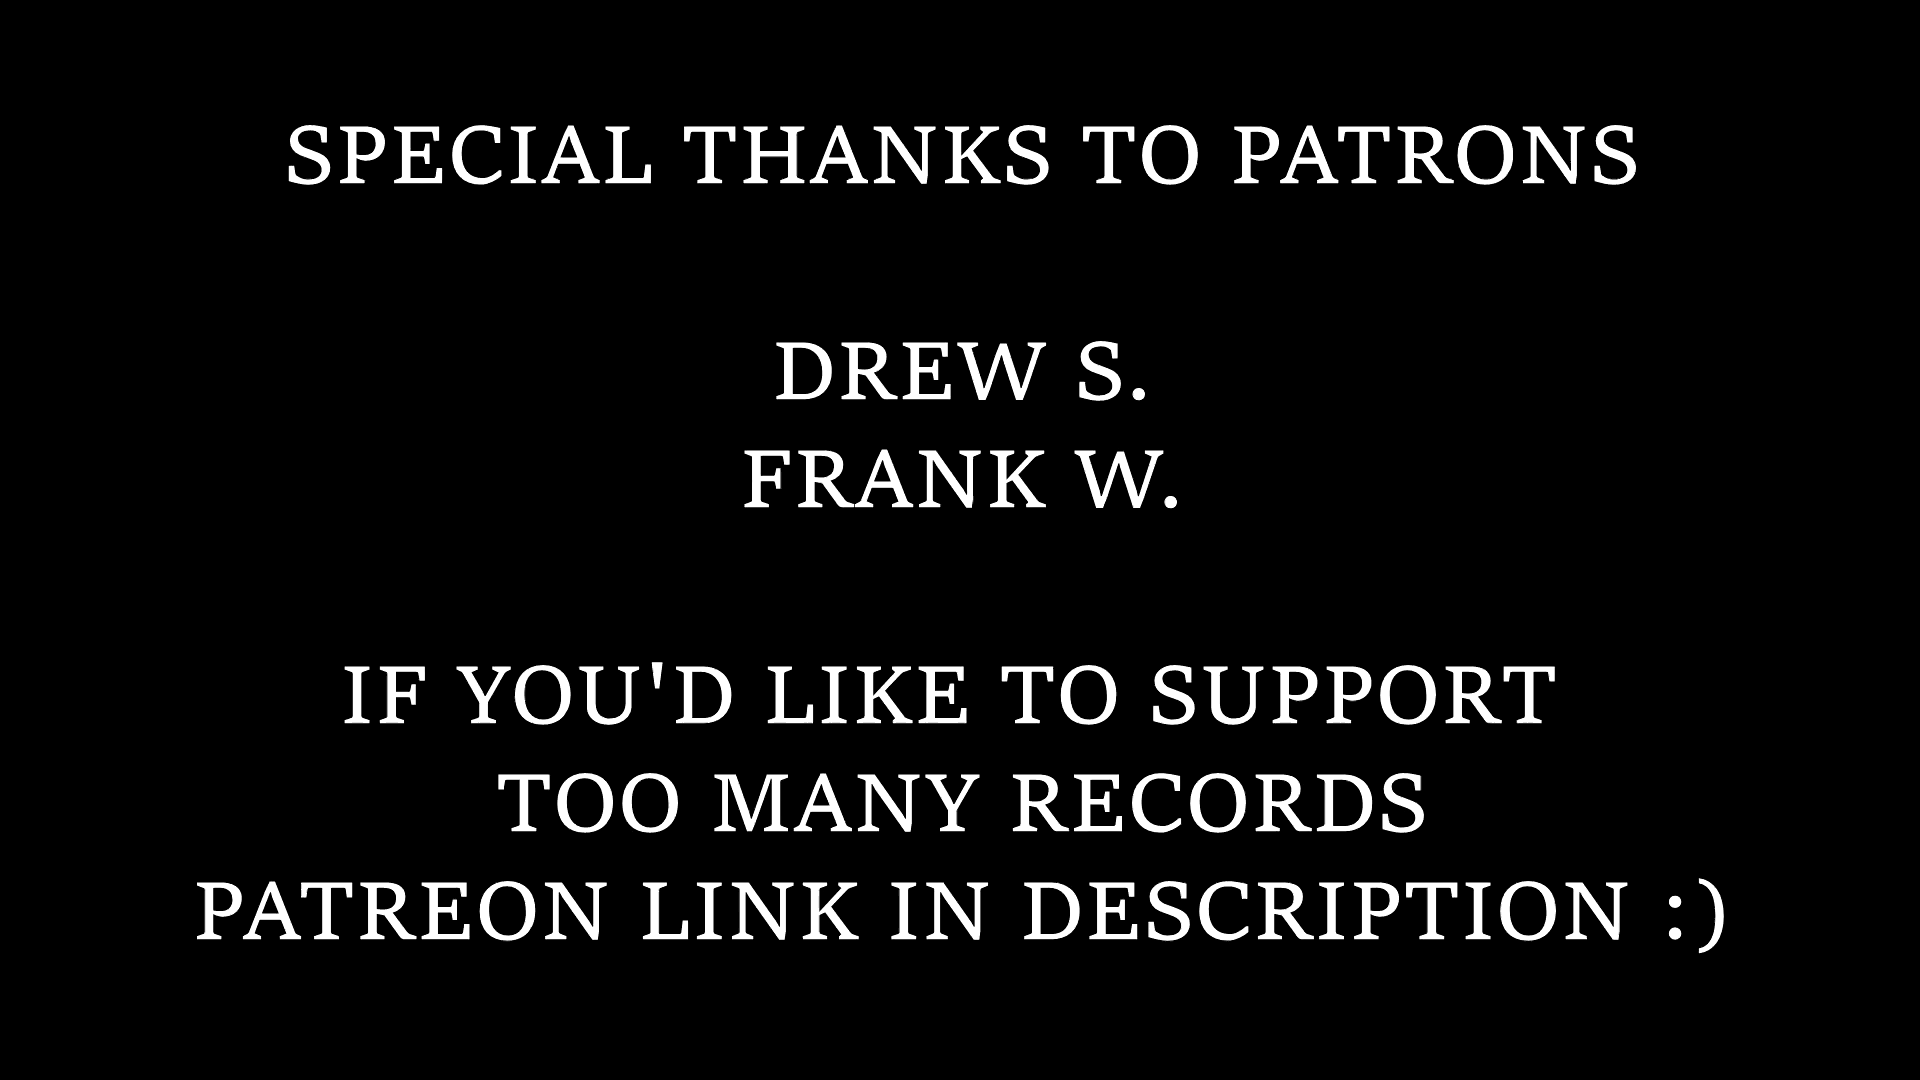 SPECIAL THANKS TO PATRONS
DREW S.
FRANK W.
IF YOU'D LIKE TO SUPPORT
TOO MANY RECORDS
PATREON LINK IN DESCRIPTION :)